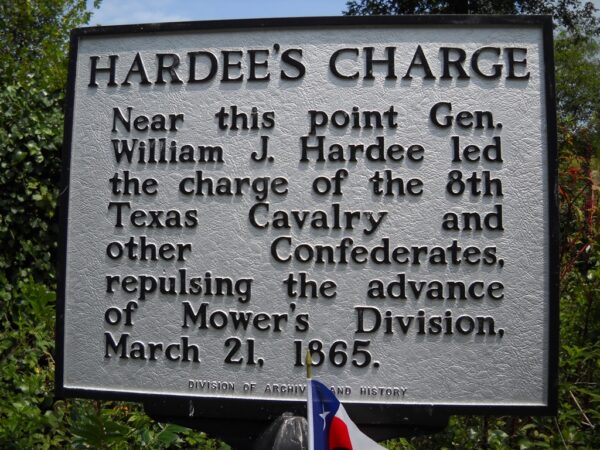 HARDEE'S CHARGE
Near this point Gen.
William J. Hardee led
the charge of the 8th
Texas Cavalry and
other Confederates,
repulsing the advance
of Mower's Division,
March 21, 1865.
DIVISION OF AND HISTORY